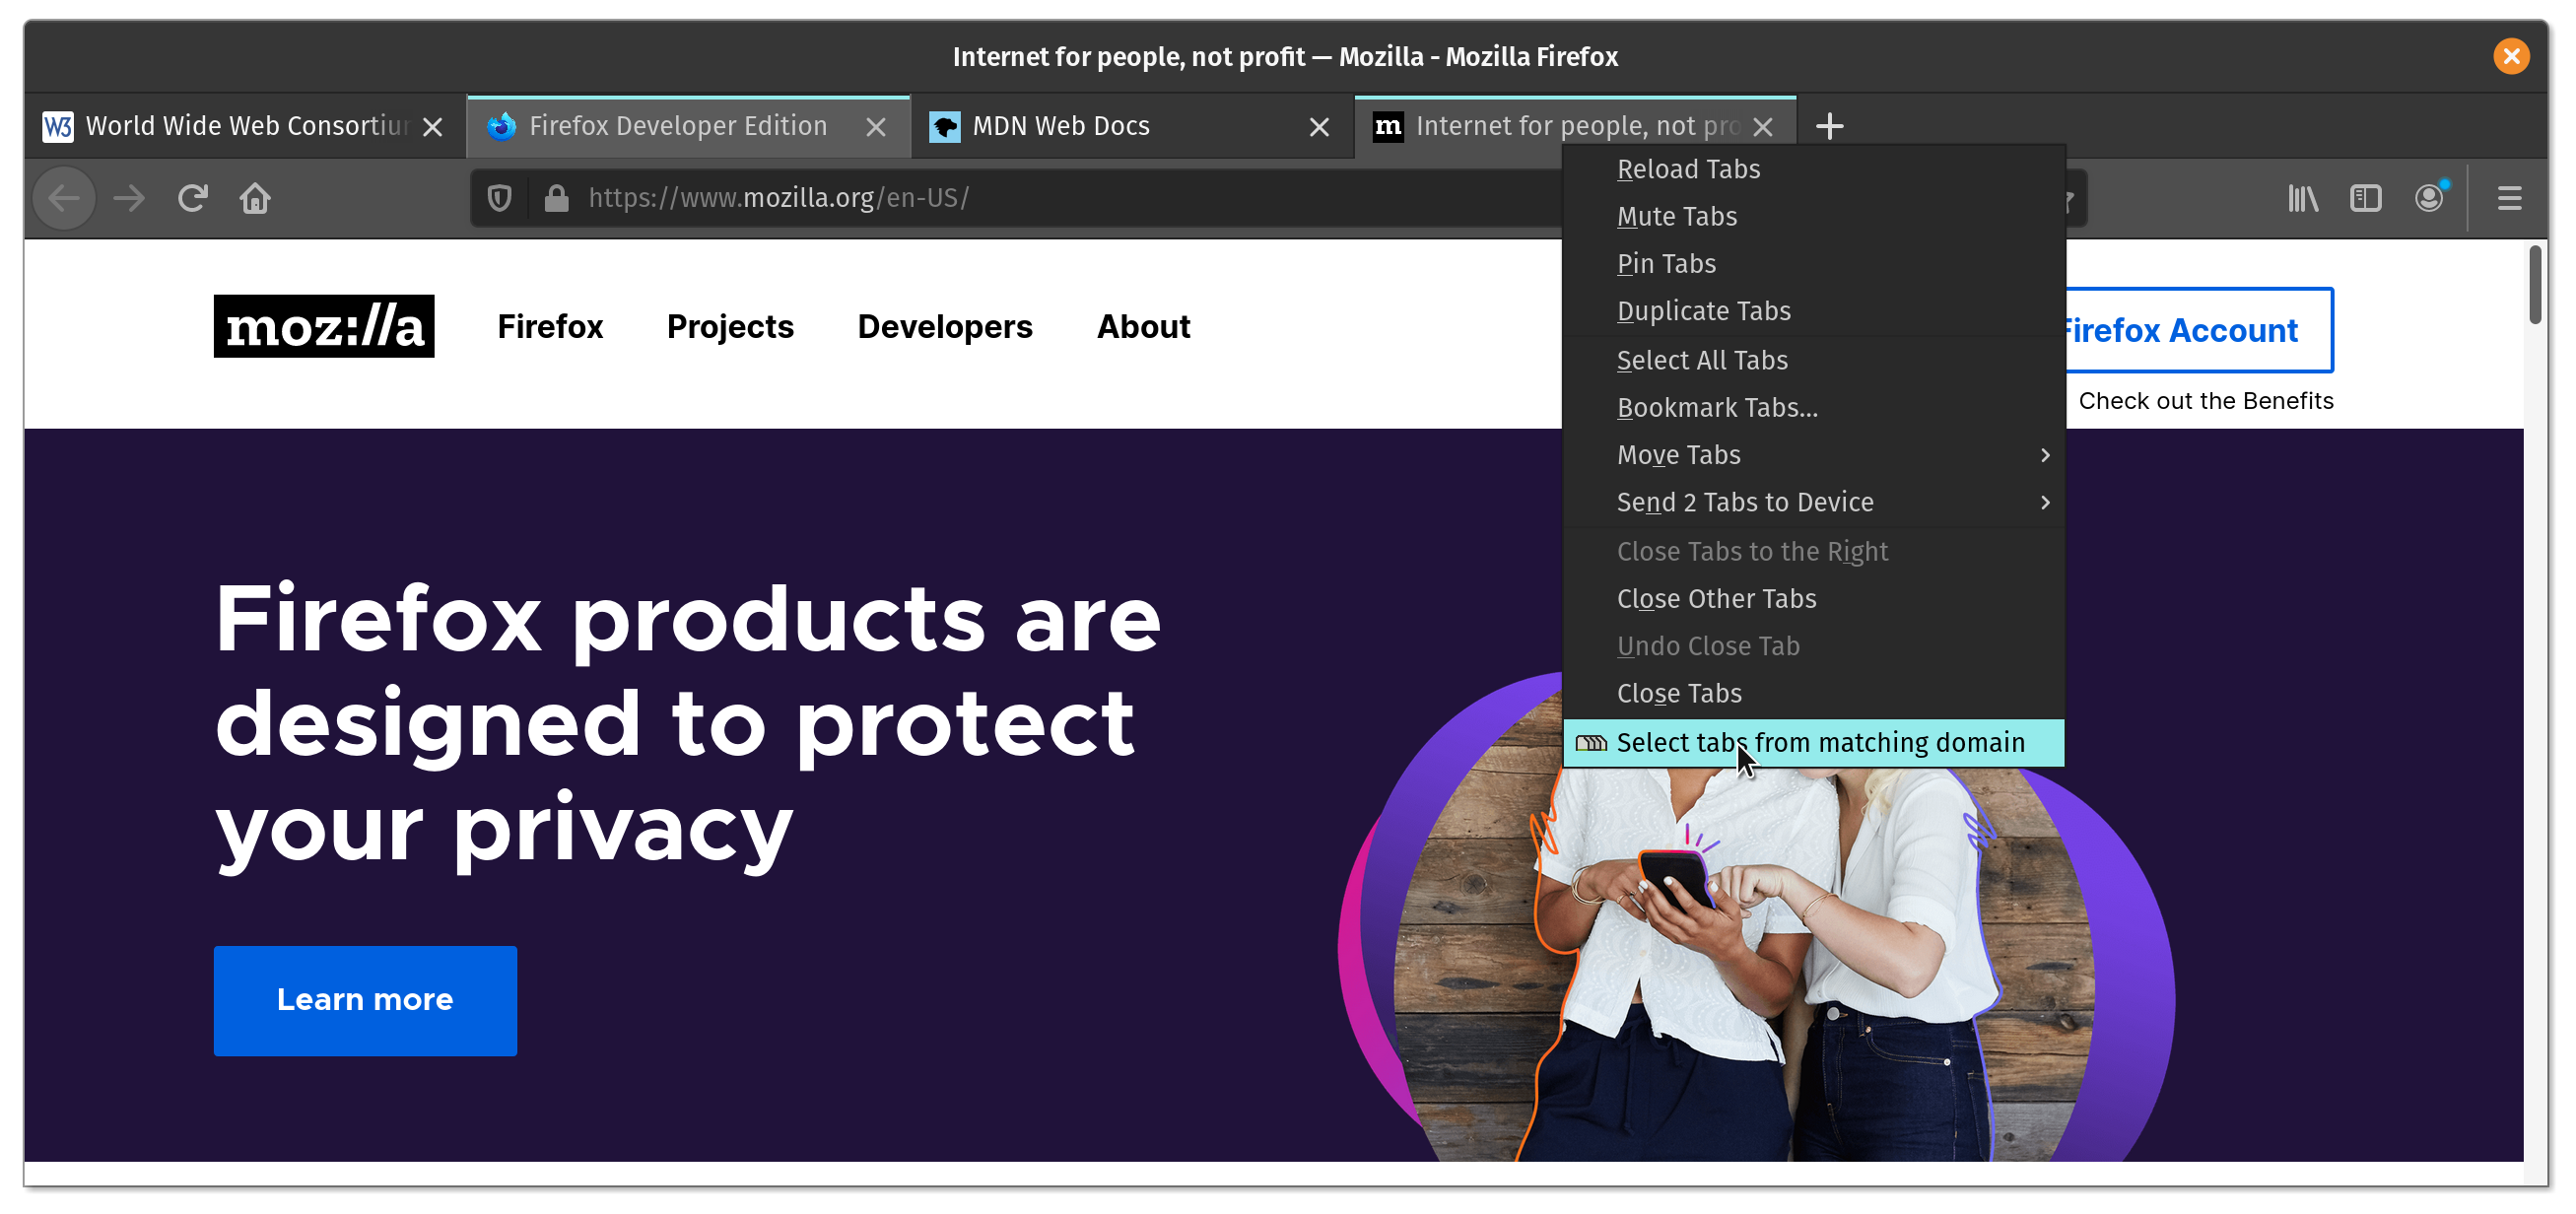 Internet for people, not profit — Mozilla - Mozilla Firefox
World Wide Web Consortiur
Firefox Developer Edition
MDN Web Docs
m Internet for people, not pro
https://www.mozilla.org/en-US/
Reload Tabs
Mute Tabs
Pin Tabs
Duplicate Tabs
Select All Tabs
Bookmark Tabs...
Move Tabs
Send 2 Tabs to Device
Close Tabs to the Right
Close Other Tabs
Undo Close Tab
Close Tabs
Select tabs from matching domain
moz://a
Firefox
Projects
Developers
About
Firefox Account
Check out the Benefits
Firefox products are
designed to protect
your privacy
Learn more